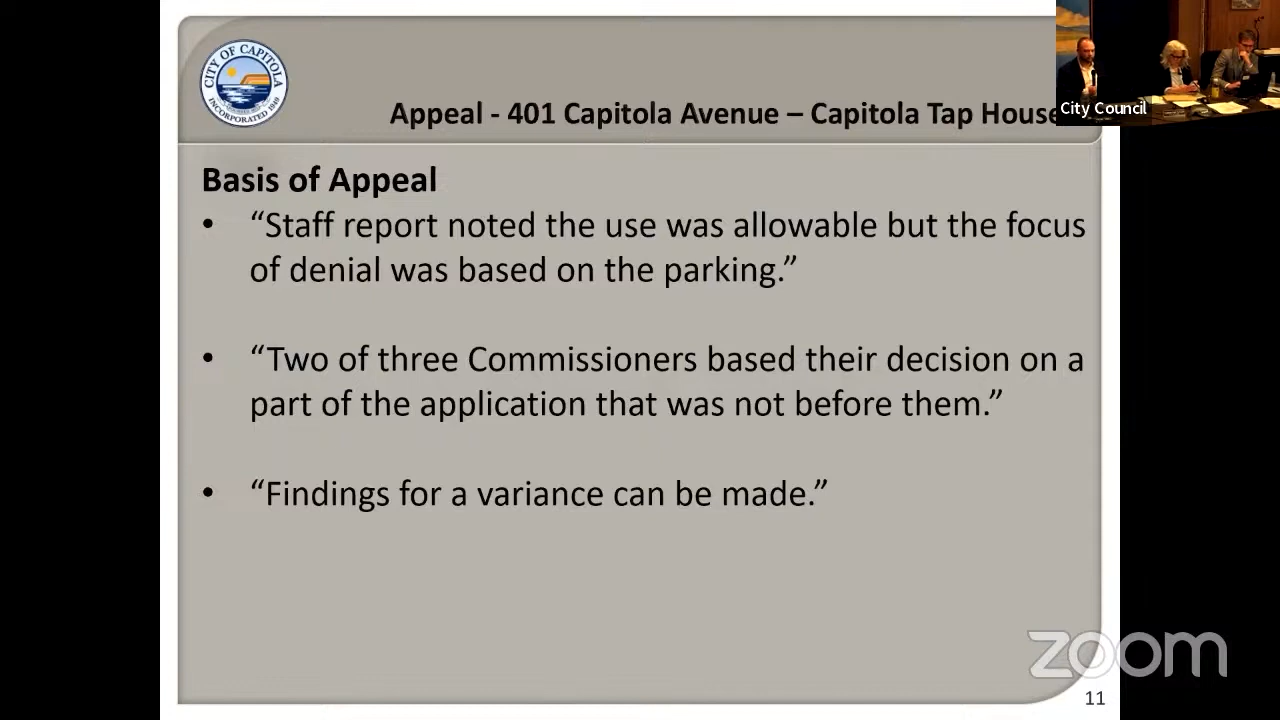 CITY OF CAPITOLA
INCORPORATED 1949
Appeal - 401 Capitola Avenue – Capitola Tap House
City Council
Basis of Appeal
• “Staff report noted the use was allowable but the focus
of denial was based on the parking.”
• “Two of three Commissioners based their decision on a
part of the application that was not before them.”
• “Findings for a variance can be made.”
zoom
11